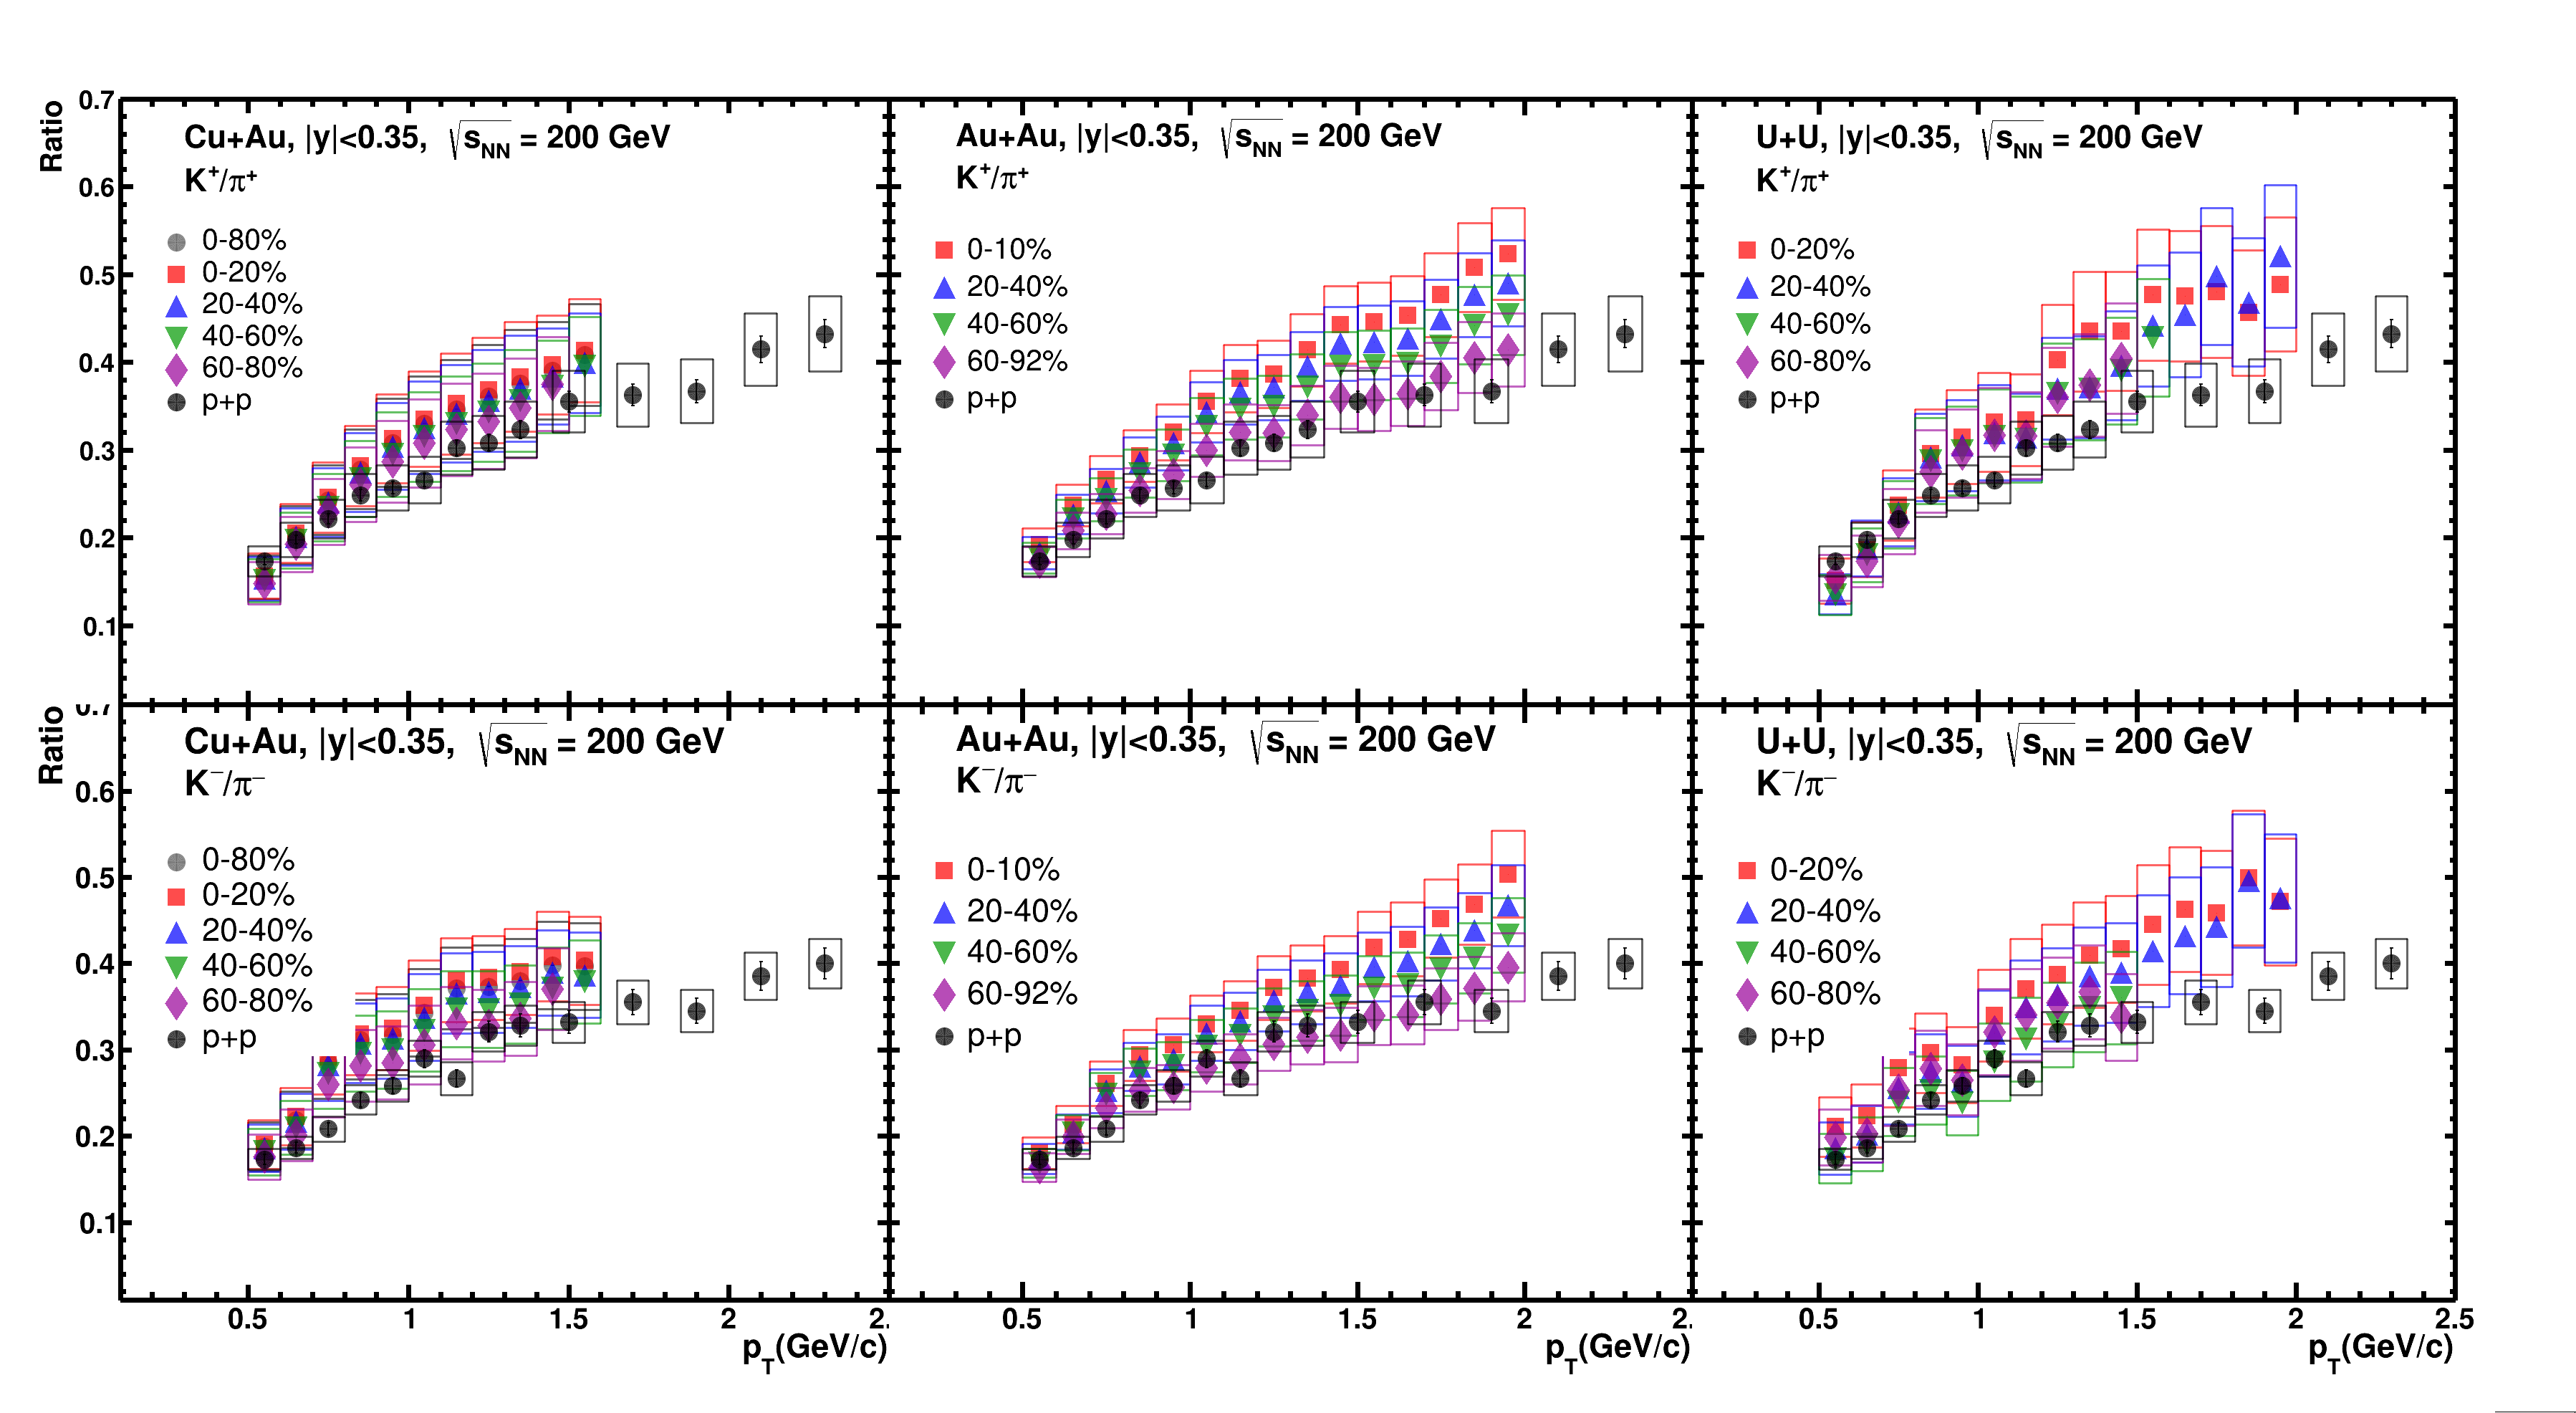 Ratio
0.7
0.6
0.5
0.4
0.3
0.2
0.1
Cu+Au, |y|<0.35, √sNN = 200 GeV
K⁺/π⁺
0-80%
0-20%
20-40%
40-60%
60-80%
p+p
Au+Au, |y|<0.35, √sNN = 200 GeV
K⁺/π⁺
0-10%
20-40%
40-60%
60-92%
p+p
U+U, |y|<0.35, √sNN = 200 GeV
K⁺/π⁺
0-20%
20-40%
40-60%
60-80%
p+p
Ratio
0.7
0.6
0.5
0.4
0.3
0.2
0.1
Cu+Au, |y|<0.35, √sNN = 200 GeV
K⁻/π⁻
0-80%
0-20%
20-40%
40-60%
60-80%
p+p
Au+Au, |y|<0.35, √sNN = 200 GeV
K⁻/π⁻
0-10%
20-40%
40-60%
60-92%
p+p
U+U, |y|<0.35, √sNN = 200 GeV
K⁻/π⁻
0-20%
20-40%
40-60%
60-80%
p+p
0.5 1 1.5 2 2.
0.5 1 1.5 2 2.
0.5 1 1.5 2 2.5
pT(GeV/c)
pT(GeV/c)
pT(GeV/c)